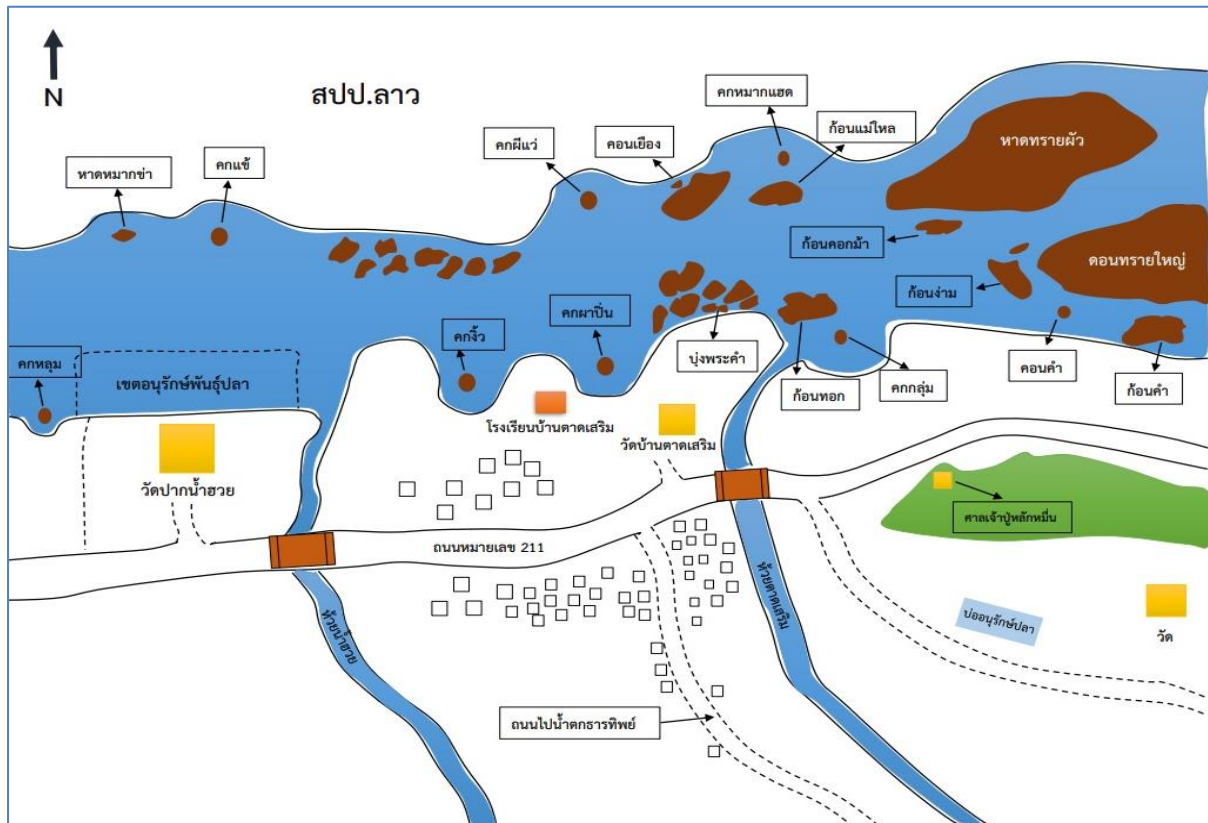 N
สปป.ลาว
คกหมากแฮด
ก้อนแม่ไหล
คกผีแว่
คอนเยือง
หาดทรายผัว
หาดหมากข่า
คกแข้
ก้อนคอกม้า
ดอนทรายใหญ่
ก้อนง่าม
คกผาปิ่น
คกงิ้ว
บุ่งพระคำ
คอนคำ
คกหลุม
เขตอนุรักษ์พันธุ์ปลา
ก้อนทอก
คกกลุ่ม
ก้อนคำ
โรงเรียนบ้านตาดเสริม
วัดบ้านตาดเสริม
วัดปากน้ำฮวย
ศาลเจ้าปู่หลักหมื่น
ถนนหมายเลข 211
ห้วยตาดเสริม
ห้วยน้ำฮวย
บ่ออนุรักษ์ปลา
วัด
ถนนไปน้ำตกธารทิพย์